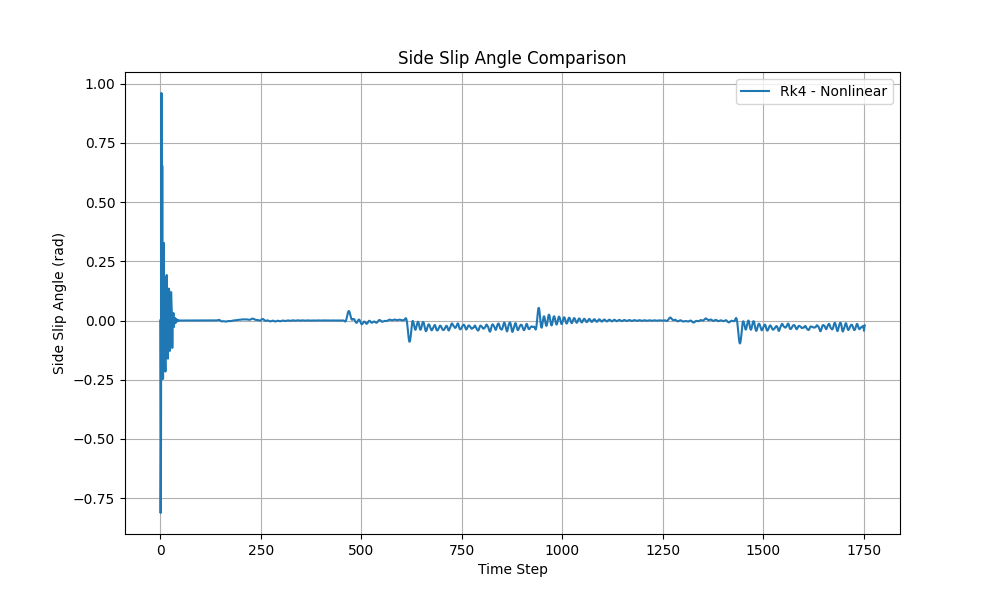 Side Slip Angle Comparison
Rk4 - Nonlinear
1.00
0.75
0.50
0.25
0.00
−0.25
−0.50
−0.75
Side Slip Angle (rad)
0 250 500 750 1000 1250 1500 1750
Time Step